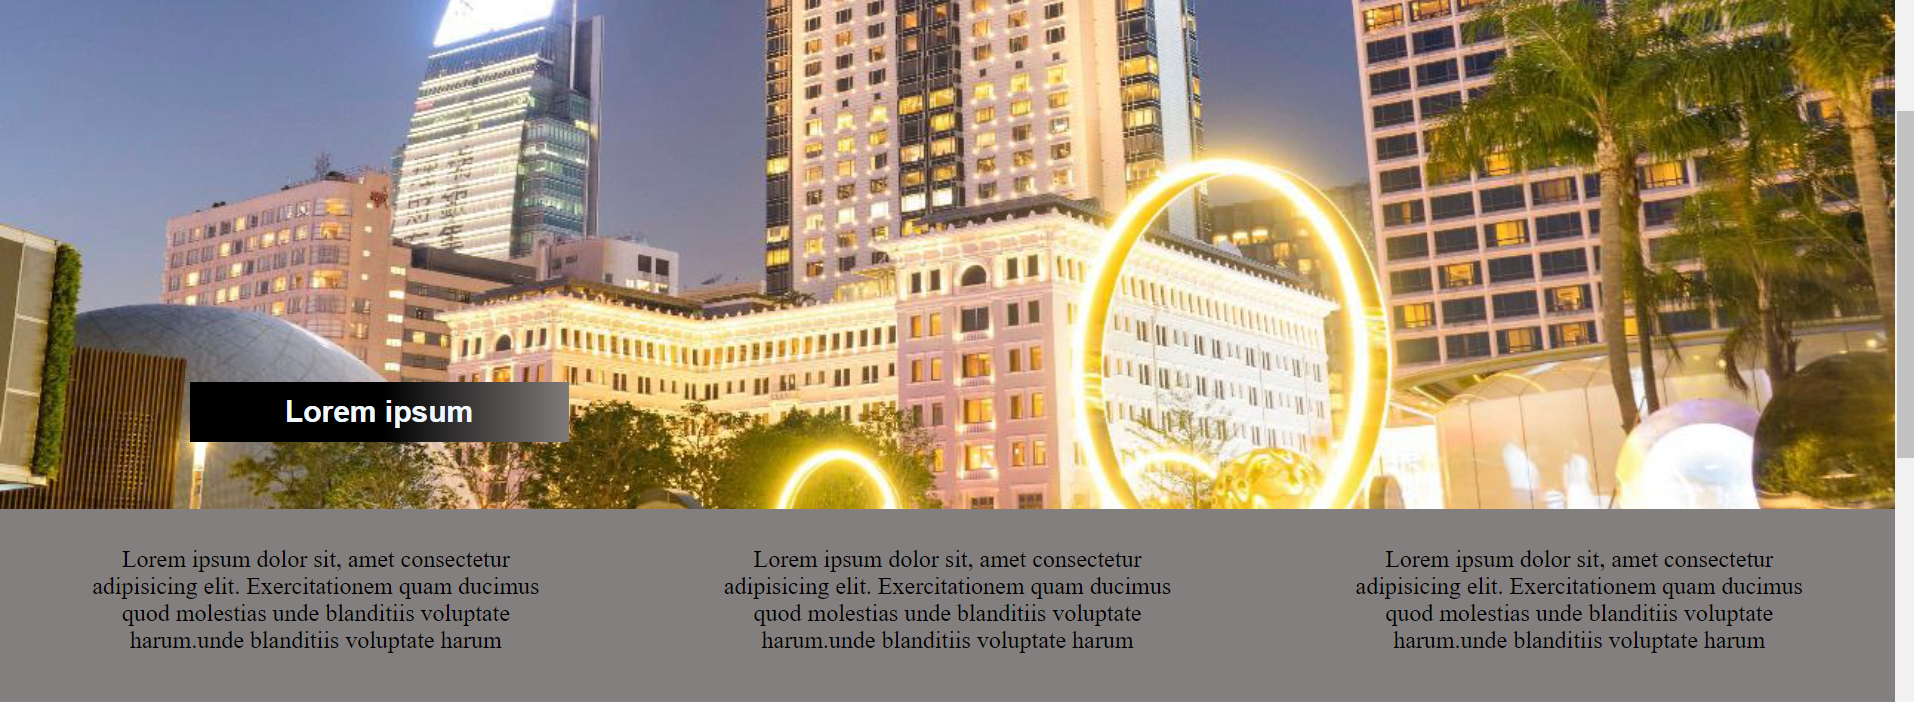 Lorem ipsum
Lorem ipsum dolor sit, amet consectetur
adipisicing elit. Exercitationem quam ducimus
quod molestias unde blanditiis voluptate
harum.unde blanditiis voluptate harum
Lorem ipsum dolor sit, amet consectetur
adipisicing elit. Exercitationem quam ducimus
quod molestias unde blanditiis voluptate
harum.unde blanditiis voluptate harum
Lorem ipsum dolor sit, amet consectetur
adipisicing elit. Exercitationem quam ducimus
quod molestias unde blanditiis voluptate
harum.unde blanditiis voluptate harum